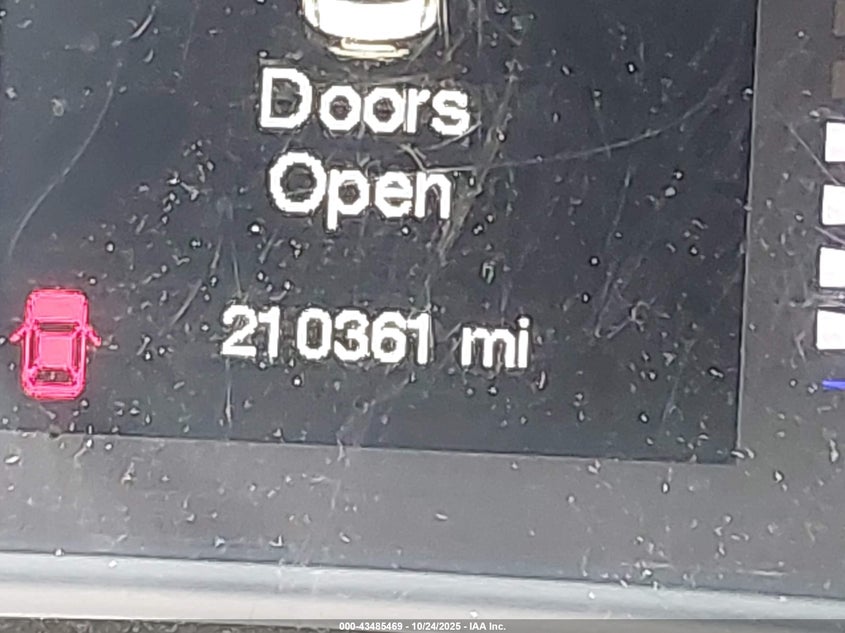 Doors
Open
210361 mi
000-43485469 - 10/24/2025 - IAA Inc.